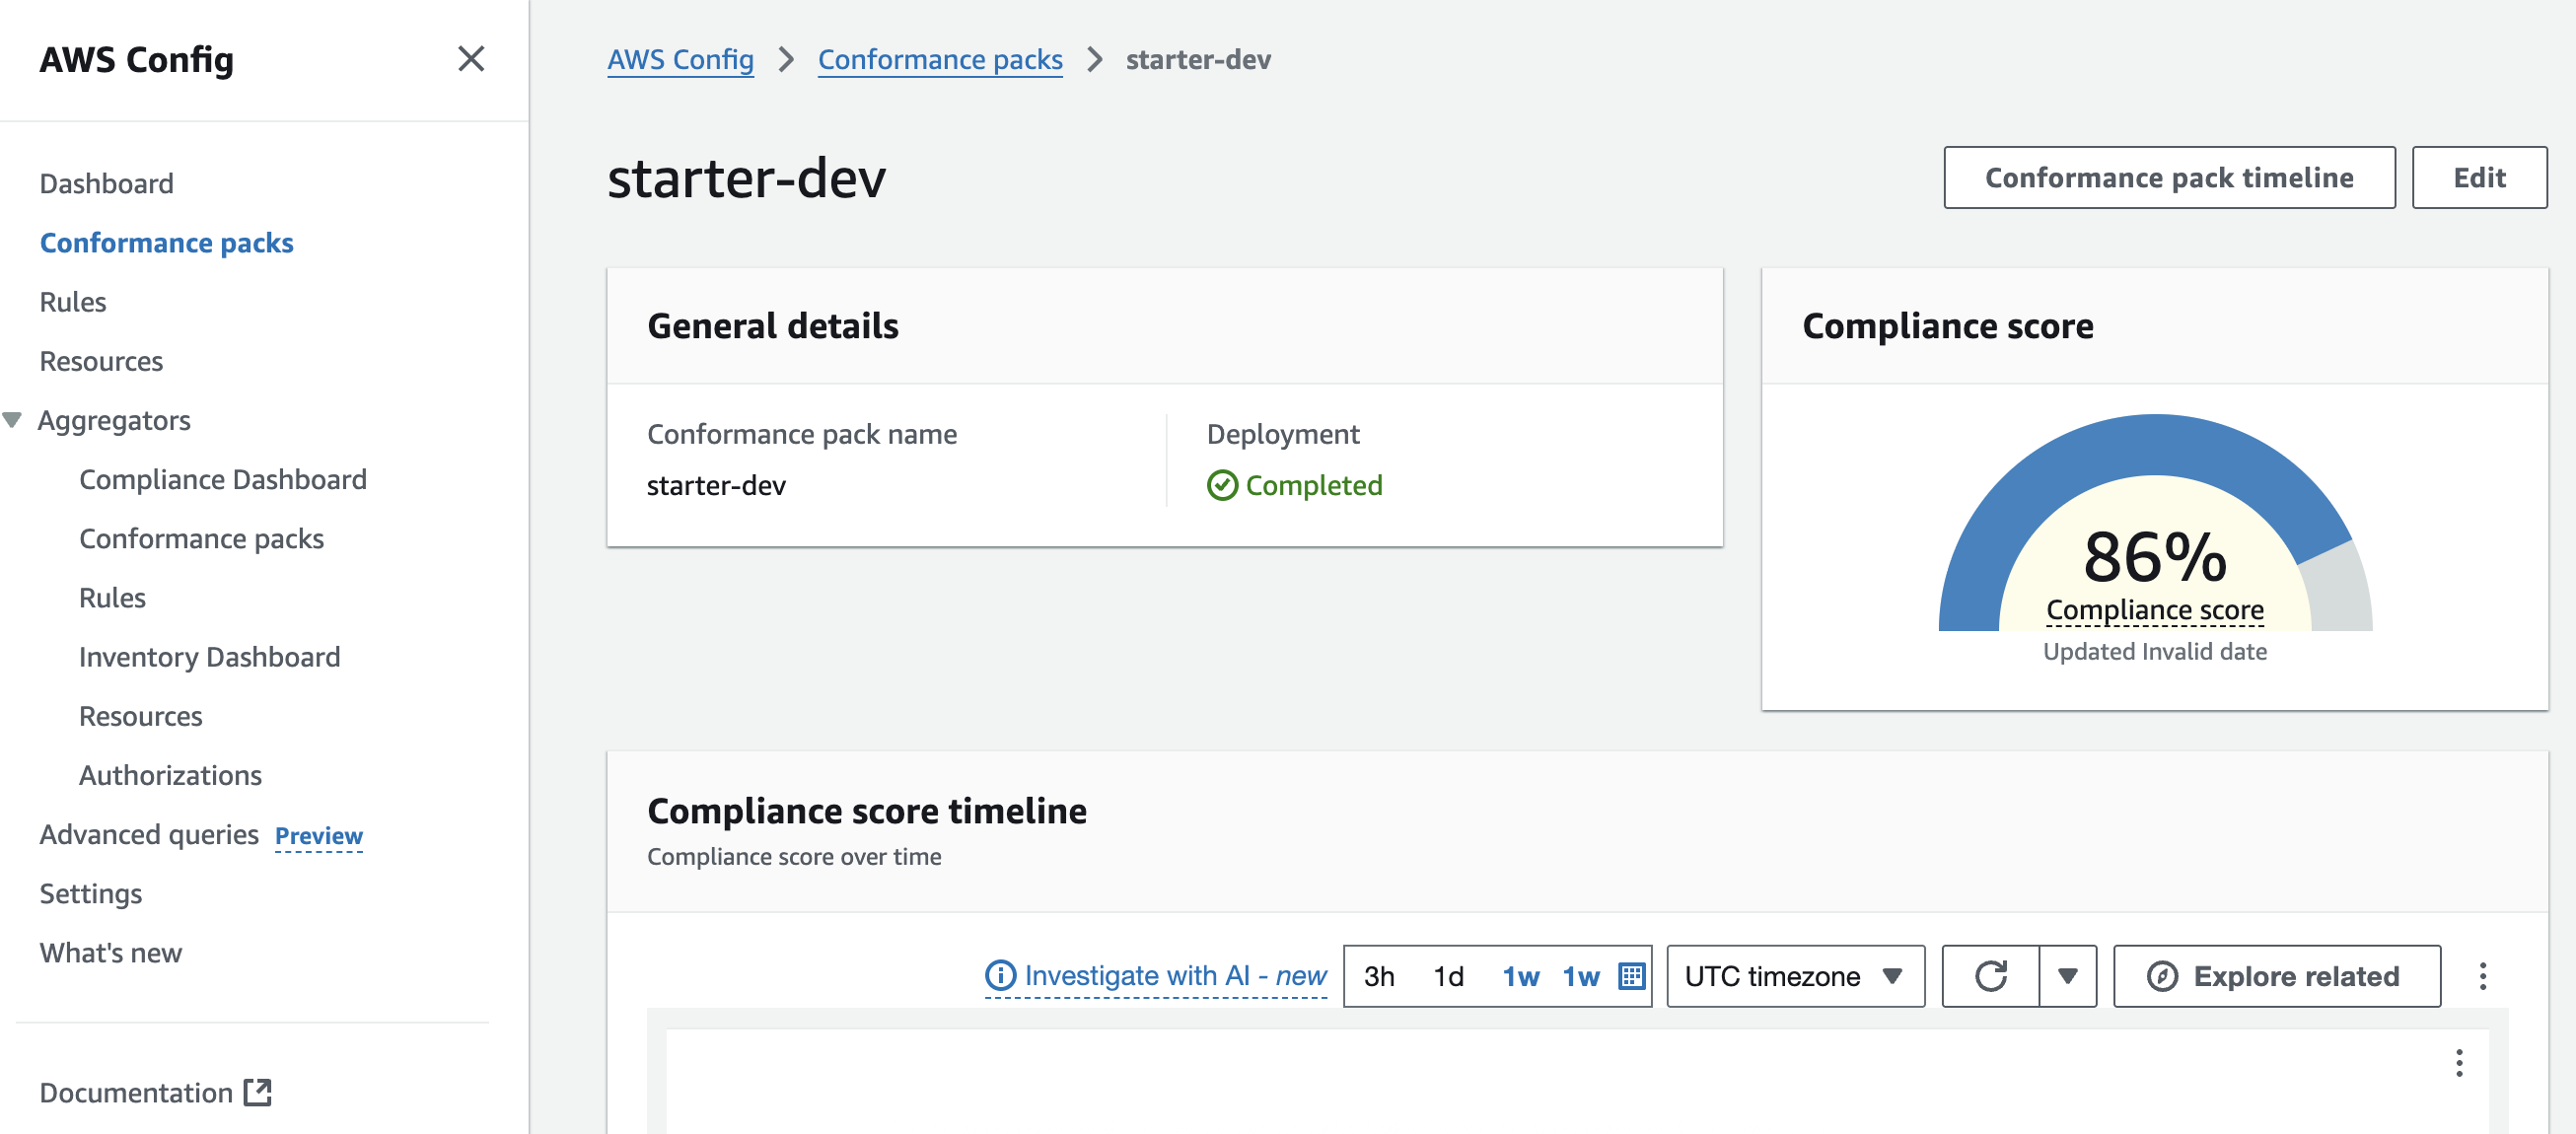 AWS Config
Dashboard
Conformance packs
Rules
Resources
Aggregators
Compliance Dashboard
Conformance packs
Rules
Inventory Dashboard
Resources
Authorizations
Advanced queries Preview
Settings
What's new
Documentation
AWS Config > Conformance packs > starter-dev
starter-dev
Conformance pack timeline
Edit
General details
Conformance pack name
starter-dev
Deployment
Completed
Compliance score
86%
Compliance score
Updated Invalid date
Compliance score timeline
Compliance score over time
Investigate with AI - new
3h 1d 1w 1w
UTC timezone
Explore related